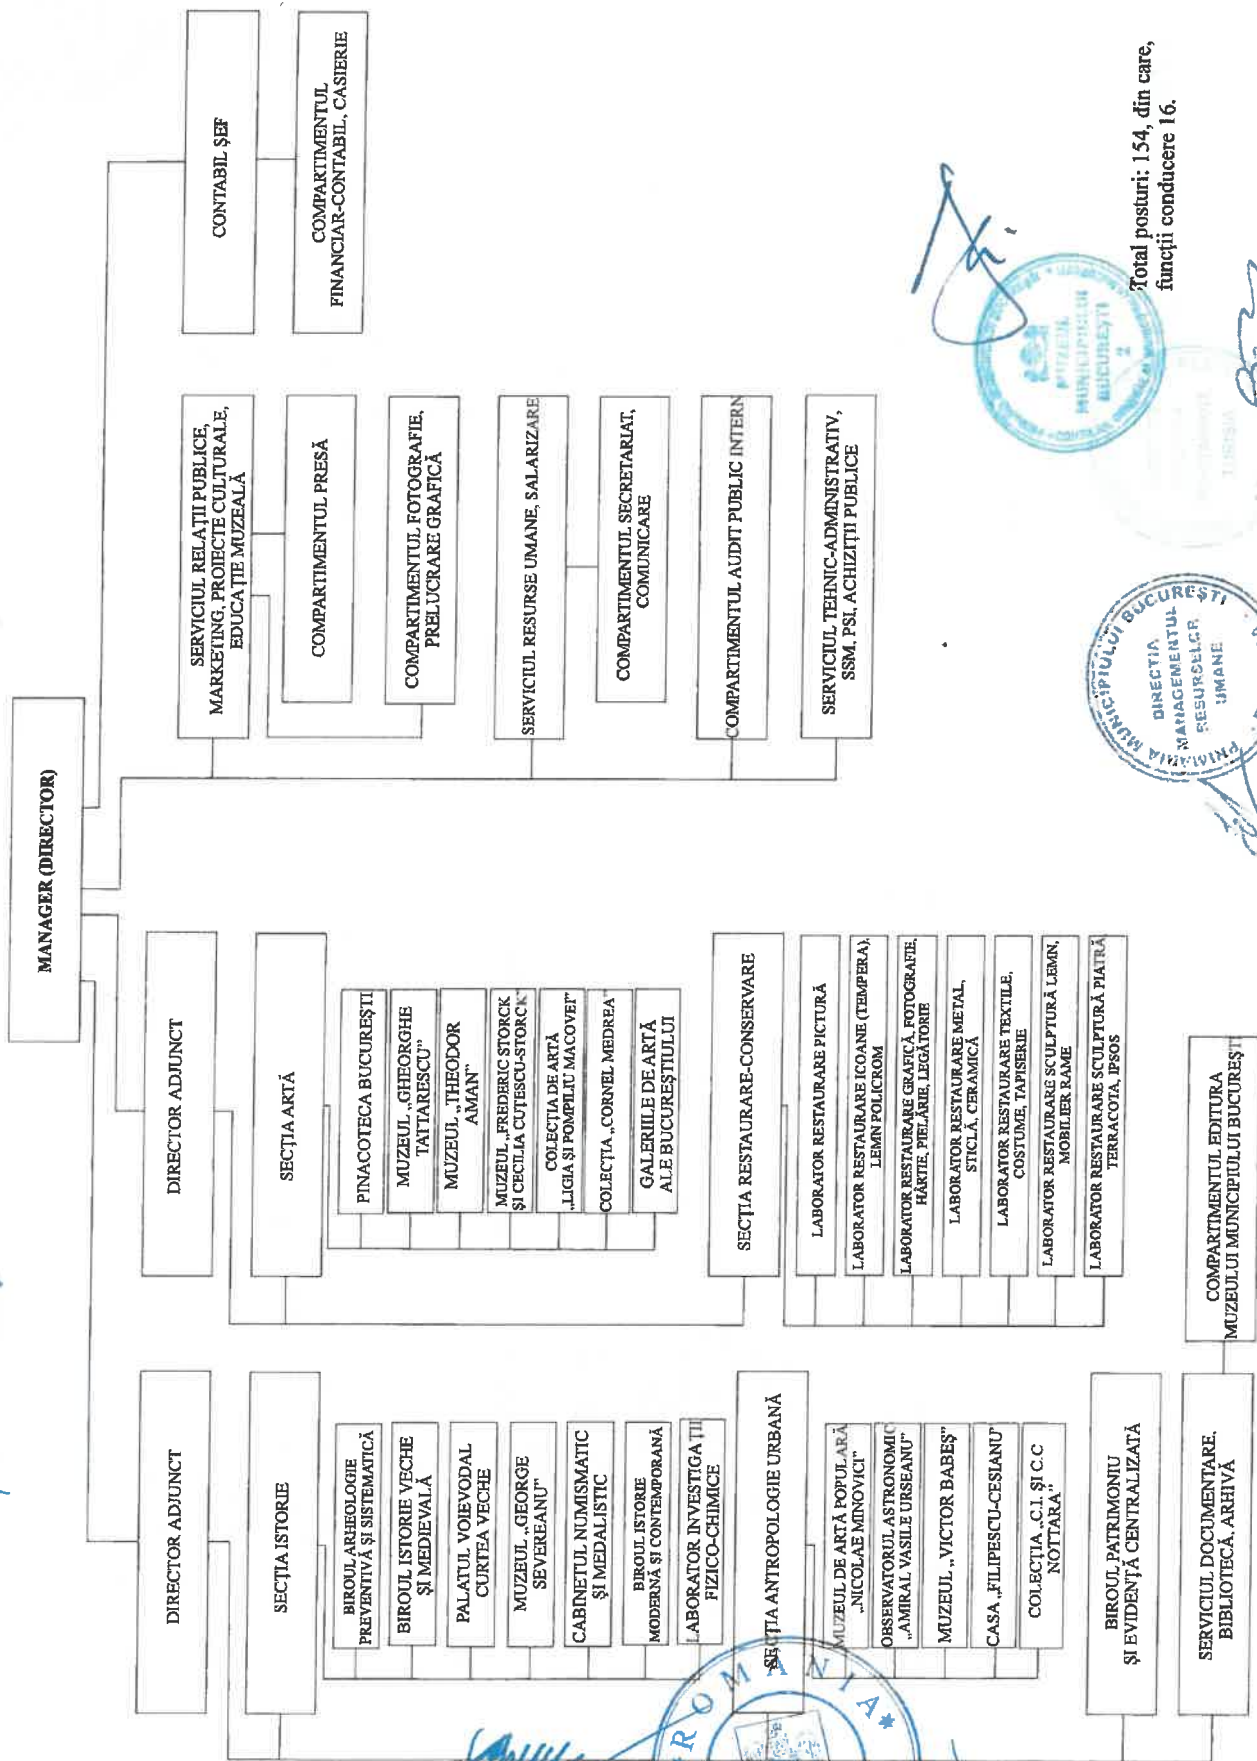 MANAGER (DIRECTOR)
DIRECTOR ADJUNCT
SECȚIA ISTORIE
BIROUL ARHEOLOGIE
PREVENTIVĂ ȘI SISTEMATICĂ
BIROUL ISTORIE VECHE
ȘI MEDIEVALĂ
PALATUL VOIEVODAL
CURTEA VECHE
MUZEUL „GEORGE
SEVEREANU”
CABINETUL NUMISMATIC
ȘI MEDALISTIC
BIROUL ISTORIE
MODERNĂ ȘI CONTEMPORANĂ
LABORATOR INVESTIGAȚII
FIZICO-CHIMICE
SECȚIA ANTROPOLOGIE URBANĂ
MUZEUL DE ARTĂ POPULARĂ
„NICOLAE MINOVICI”
OBSERVATORUL ASTRONOMIC
„AMIRAL VASILE URSEANU”
MUZEUL „VICTOR BABEȘ”
CASA „FILIPESCU-CESIANU”
COLECȚIA „C.I. ȘI C.C
NOTTARA”
BIROUL PATRIMONIU
ȘI EVIDENȚĂ CENTRALIZATĂ
SERVICIUL DOCUMENTARE,
BIBLIOTECĂ, ARHIVĂ
COMPARTIMENTUL EDITURA
MUZEULUI MUNICIPIULUI BUCUREȘTI
DIRECTOR ADJUNCT
SECȚIA ARTĂ
PINACOTECA BUCUREȘTI
MUZEUL „GHEORGHE
TATTARESCU”
MUZEUL „THEODOR
AMAN”
MUZEUL „FREDERIC STORCK
ȘI CECILIA CUȚESCU-STORCK”
COLECȚIA DE ARTĂ
„LIGIA ȘI POMPILIU MACOVEI”
COLECȚIA „CORNEL MEDREA”
GALERIILE DE ARTĂ
ALE BUCUREȘTIULUI
SECȚIA RESTAURARE-CONSERVARE
LABORATOR RESTAURARE PICTURĂ
LABORATOR RESTAURARE ICOANE (TEMPERA),
LEMN POLICROM
LABORATOR RESTAURARE GRAFICĂ, FOTOGRAFIE,
HÂRTIE, PIELĂRIE, LEGĂTORIE
LABORATOR RESTAURARE METAL,
STICLĂ, CERAMICĂ
LABORATOR RESTAURARE TEXTILE,
COSTUME, TAPISERIE
LABORATOR RESTAURARE SCULPTURĂ LEMN,
MOBILIER RAME
LABORATOR RESTAURARE SCULPTURĂ PIATRĂ,
TERRACOTA, IPSOS
SERVICIUL RELAȚII PUBLICE,
MARKETING, PROIECTE CULTURALE,
EDUCAȚIE MUZEALĂ
COMPARTIMENTUL PRESĂ
COMPARTIMENTUL FOTOGRAFIE,
PRELUCRARE GRAFICĂ
SERVICIUL RESURSE UMANE, SALARIZARE
COMPARTIMENTUL SECRETARIAT,
COMUNICARE
COMPARTIMENTUL AUDIT PUBLIC INTERN
SERVICIUL TEHNIC-ADMINISTRATIV,
SSM, PSI, ACHIZIȚII PUBLICE
CONTABIL ȘEF
COMPARTIMENTUL
FINANCIAR-CONTABIL, CASIERIE
Total posturi: 154, din care,
funcții conducere 16.
MUZEUL
MUNICIPIULUI
BUCUREȘTI
2
PRIMĂRIA MUNICIPIULUI BUCUREȘTI
DIRECȚIA
MANAGEMENTUL
RESURSELOR
UMANE
ROMANIA